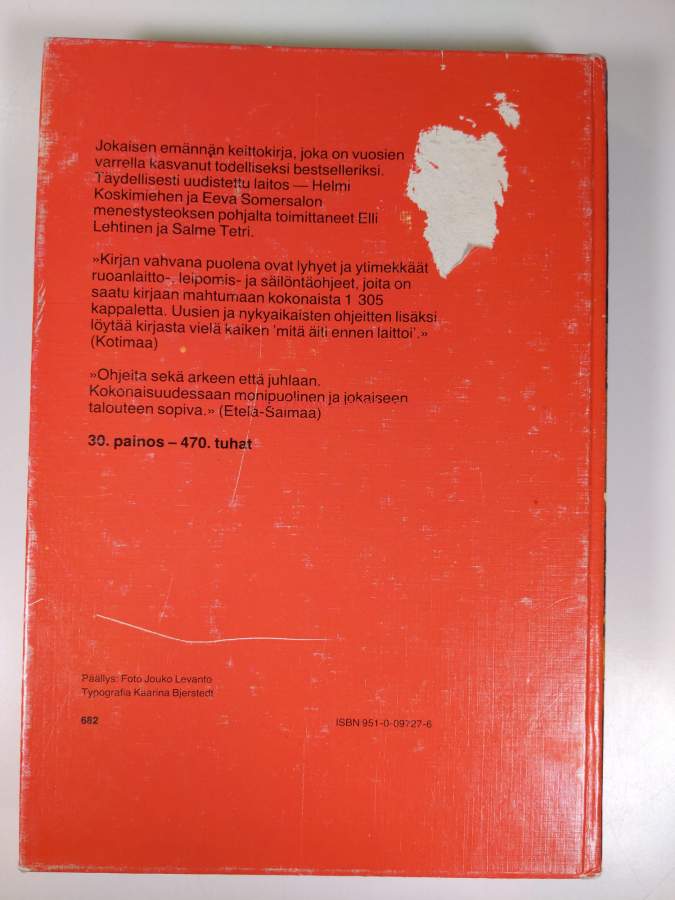 Jokaisen emännän keittokirja, joka on vuosien
varrella kasvanut todelliseksi bestselleriksi.
Täydellisesti uudistettu laitos — Helmi
Koskimiehen ja Eeva Somersalon
menestysteoksen pohjalta toimittaneet Elli
Lehtinen ja Salme Tetri.
»Kirjan vahvana puolena ovat lyhyet ja ytimekkäät
ruoanlaitto-, leipomis- ja säilöntäohjeet, joita on
saatu kirjaan mahtumaan kokonaista 1 305
kappaletta. Uusien ja nykyaikaisten ohjeitten lisäksi
löytää kirjasta vielä kaiken 'mitä äiti ennen laittoi'.»
(Kotimaa)
»Ohjeita sekä arkeen että juhlaan.
Kokonaisuudessaan monipuolinen ja jokaiseen
talouteen sopiva.» (Etelä-Saimaa)
30. painos – 470. tuhat
Päällys: Foto Jouko Levanto
Typografia Kaarina Bjerstedt
682
ISBN 951-0-09727-6